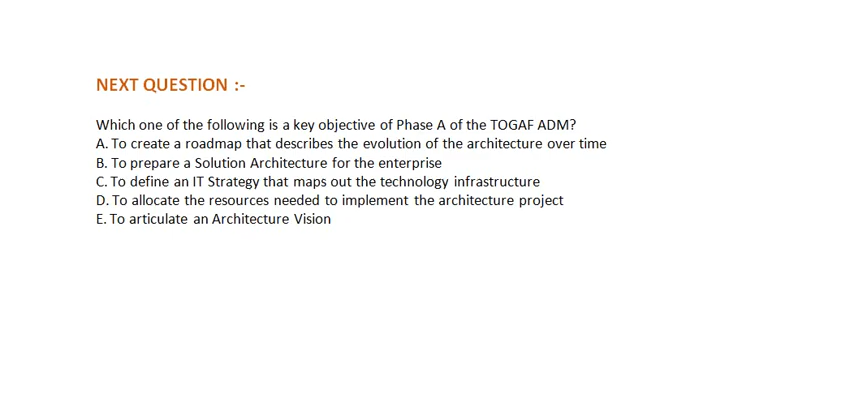 NEXT QUESTION :-
Which one of the following is a key objective of Phase A of the TOGAF ADM?
A. To create a roadmap that describes the evolution of the architecture over time
B. To prepare a Solution Architecture for the enterprise
C. To define an IT Strategy that maps out the technology infrastructure
D. To allocate the resources needed to implement the architecture project
E. To articulate an Architecture Vision